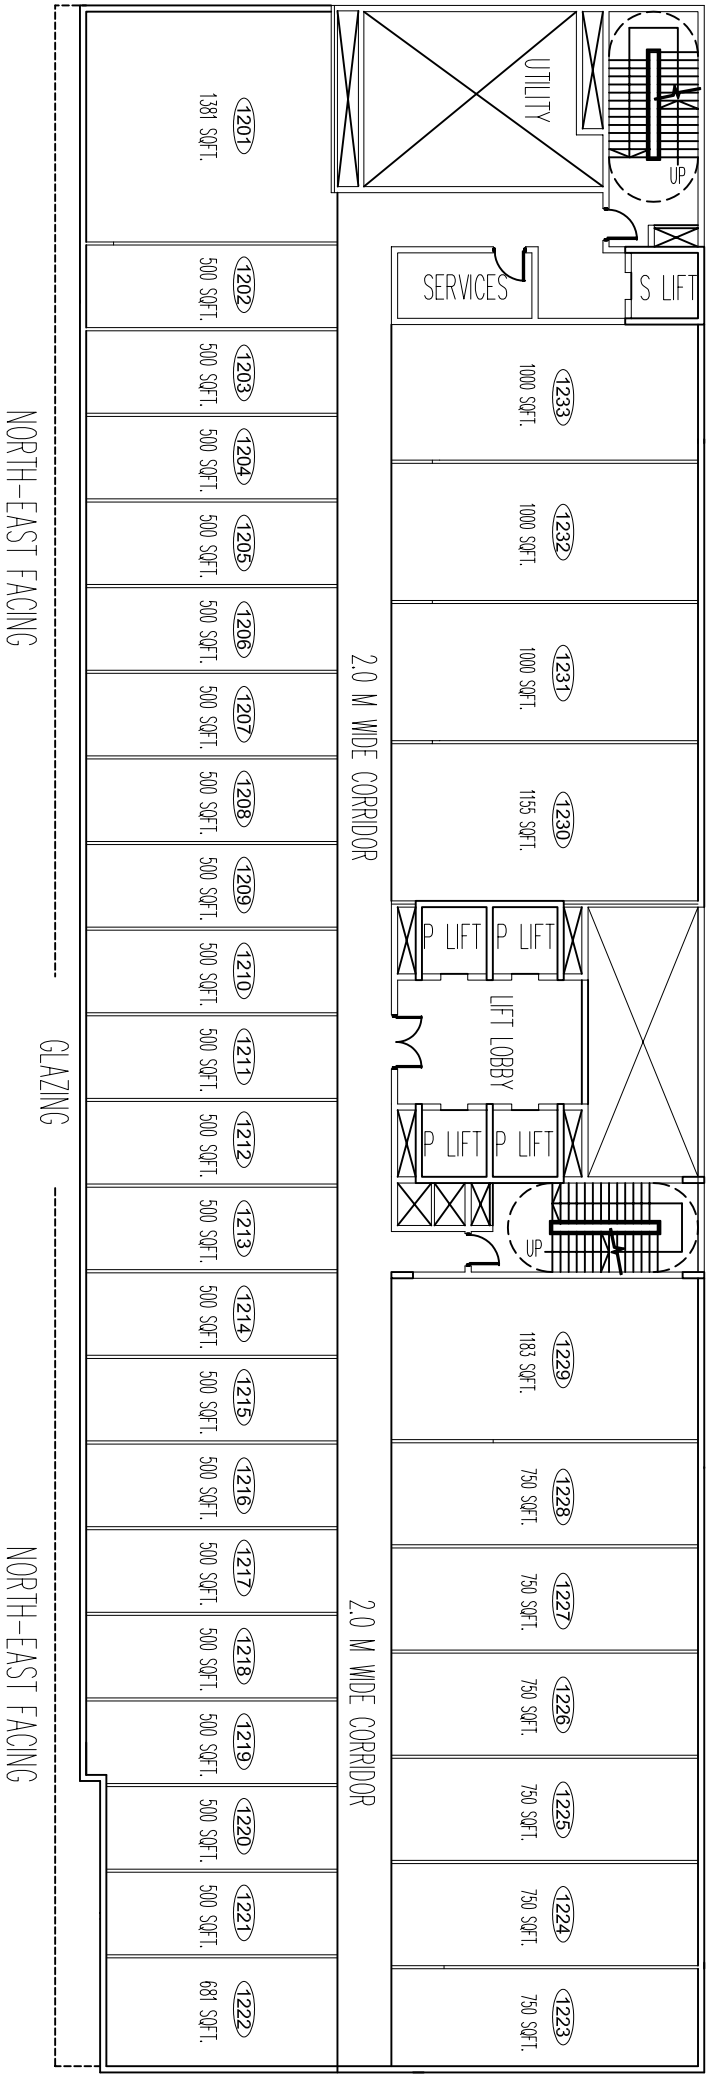 UTILITY
UP
SERVICES
S LIFT
1201
1381 SQFT.
1202
500 SQFT.
1203
500 SQFT.
1204
500 SQFT.
1205
500 SQFT.
1206
500 SQFT.
1207
500 SQFT.
1208
500 SQFT.
1209
500 SQFT.
1210
500 SQFT.
1211
500 SQFT.
1212
500 SQFT.
1213
500 SQFT.
1214
500 SQFT.
1215
500 SQFT.
1216
500 SQFT.
1217
500 SQFT.
1218
500 SQFT.
1219
500 SQFT.
1220
500 SQFT.
1221
500 SQFT.
1222
681 SQFT.
2.0 M WIDE CORRIDOR
2.0 M WIDE CORRIDOR
1233
1000 SQFT.
1232
1000 SQFT.
1231
1000 SQFT.
1230
1155 SQFT.
P LIFT
P LIFT
LIFT LOBBY
P LIFT
P LIFT
UP
1229
1183 SQFT.
1228
750 SQFT.
1227
750 SQFT.
1226
750 SQFT.
1225
750 SQFT.
1224
750 SQFT.
1223
750 SQFT.
NORTH-EAST FACING
GLAZING
NORTH-EAST FACING